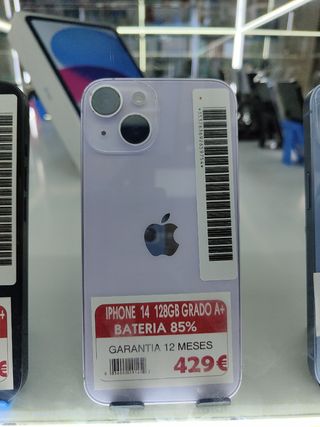 IPHONE 14 128GB GRADO A+
BATERIA 85%
GARANTIA 12 MESES
429€